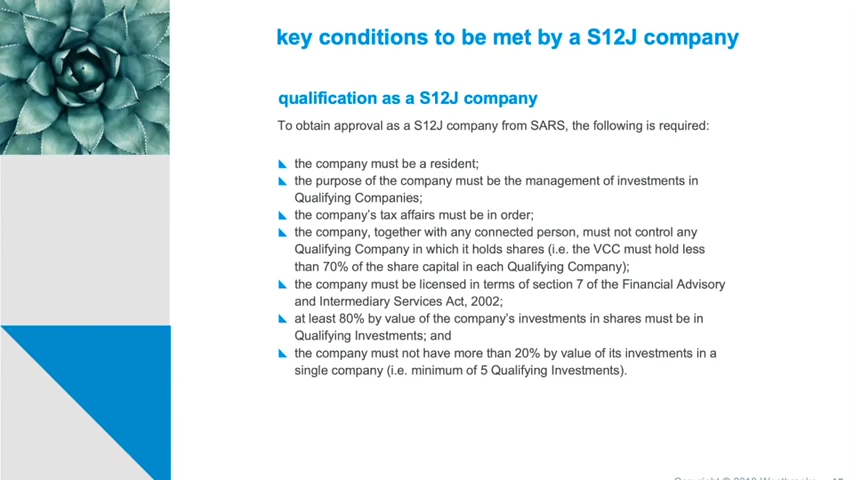 key conditions to be met by a S12J company
qualification as a S12J company
To obtain approval as a S12J company from SARS, the following is required:
the company must be a resident;
the purpose of the company must be the management of investments in
Qualifying Companies;
the company's tax affairs must be in order;
the company, together with any connected person, must not control any
Qualifying Company in which it holds shares (i.e. the VCC must hold less
than 70% of the share capital in each Qualifying Company);
the company must be licensed in terms of section 7 of the Financial Advisory
and Intermediary Services Act, 2002;
at least 80% by value of the company's investments in shares must be in
Qualifying Investments; and
the company must not have more than 20% by value of its investments in a
single company (i.e. minimum of 5 Qualifying Investments).